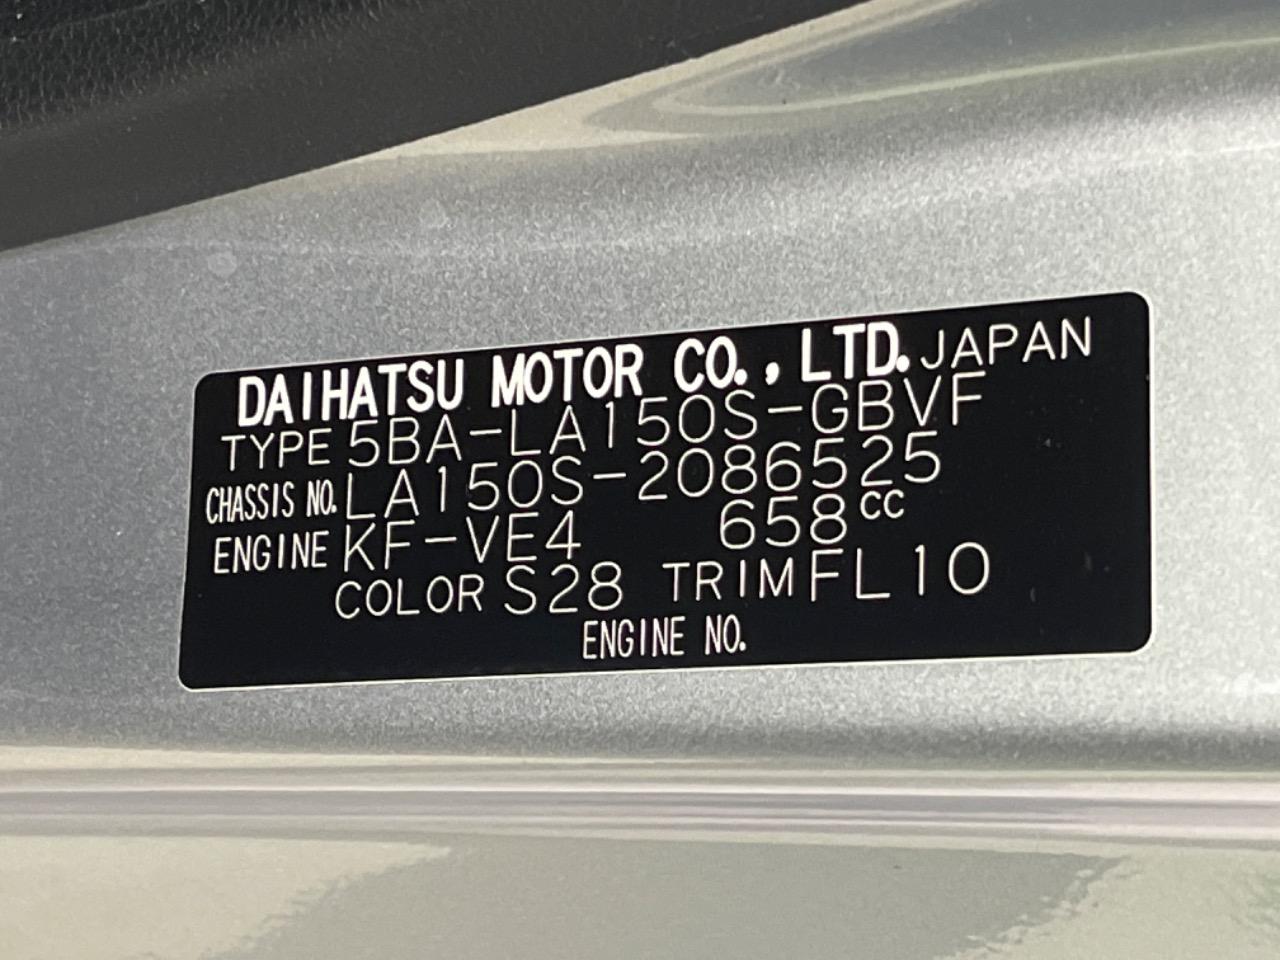 DAIHATSU MOTOR CO., LTD. JAPAN
TYPE 5BA-LA150S-GBVF
CHASSIS NO. LA150S-2086525
ENGINE KF-VE4 658cc
COLOR S28 TRIM FL10
ENGINE NO.